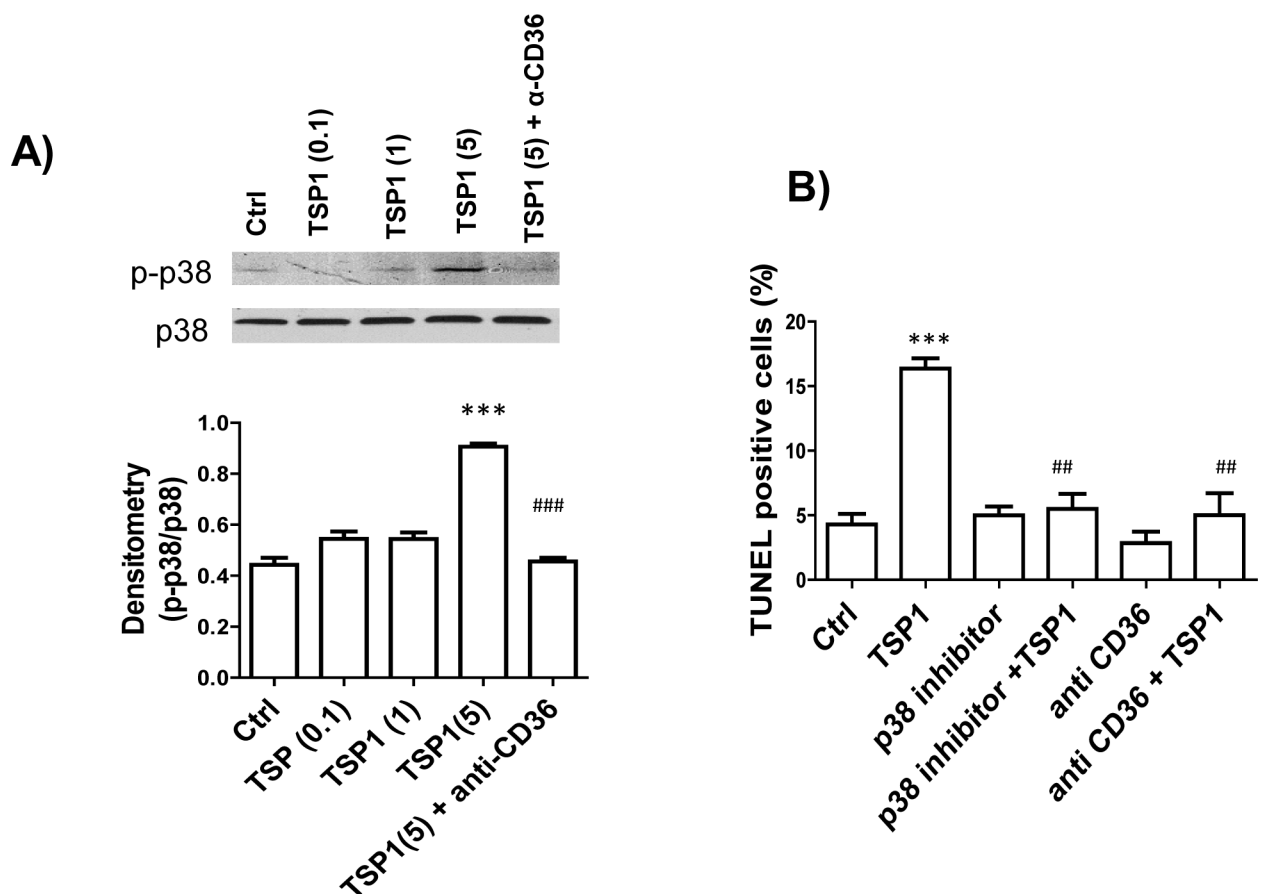 A)
Ctrl
TSP1 (0.1)
TSP1 (1)
TSP1 (5)
TSP1 (5) + α-CD36
p-p38
p38
Densitometry
(p-p38/p38)
1.0
0.8
0.6
0.4
0.2
0.0
***
###
Ctrl
TSP (0.1)
TSP1 (1)
TSP1(5)
TSP1(5) + anti-CD36
B)
TUNEL positive cells (%)
20
15
10
5
0
***
##
##
Ctrl
TSP1
p38 inhibitor
p38 inhibitor +TSP1
anti CD36
anti CD36 + TSP1